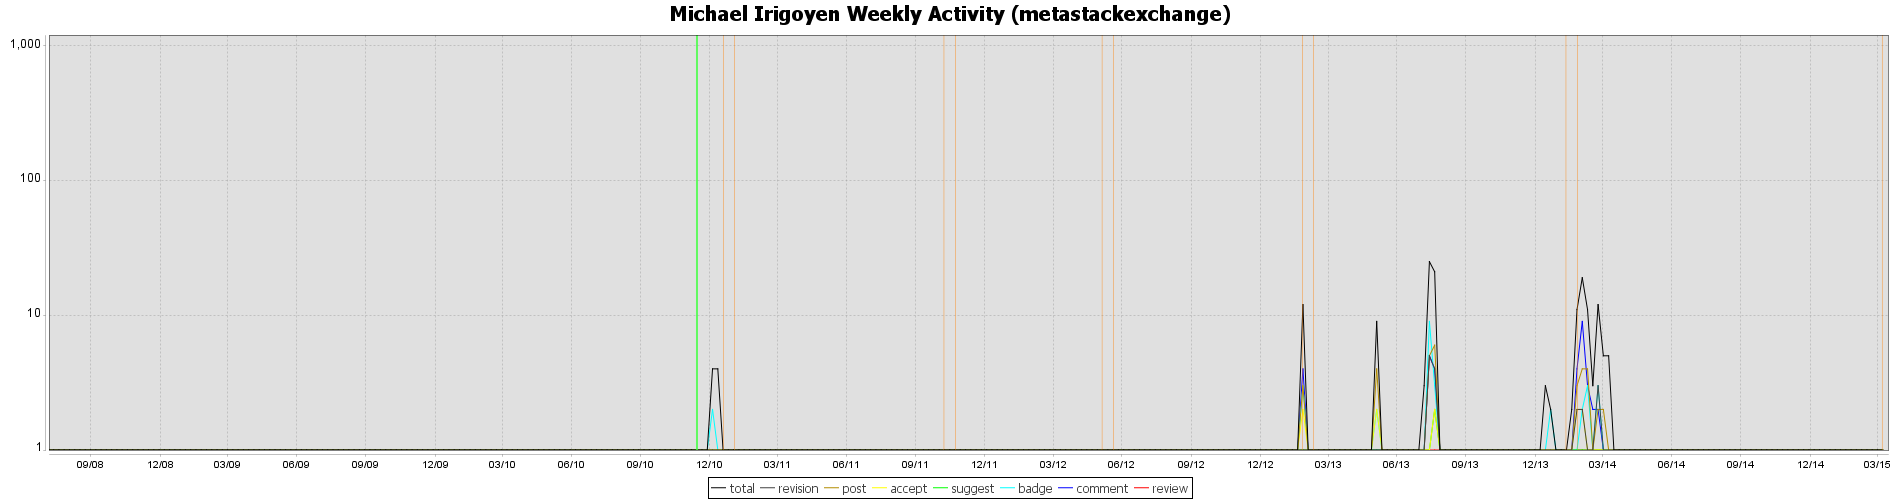 Michael Irigoyen Weekly Activity (metastackexchange)
1,000
100
10
1
09/08 12/08 03/09 06/09 09/09 12/09 03/10 06/10 09/10 12/10 03/11 06/11 09/11 12/11 03/12 06/12 09/12 12/12 03/13 06/13 09/13 12/13 03/14 06/14 09/14 12/14 03/15
total revision post accept suggest badge comment review